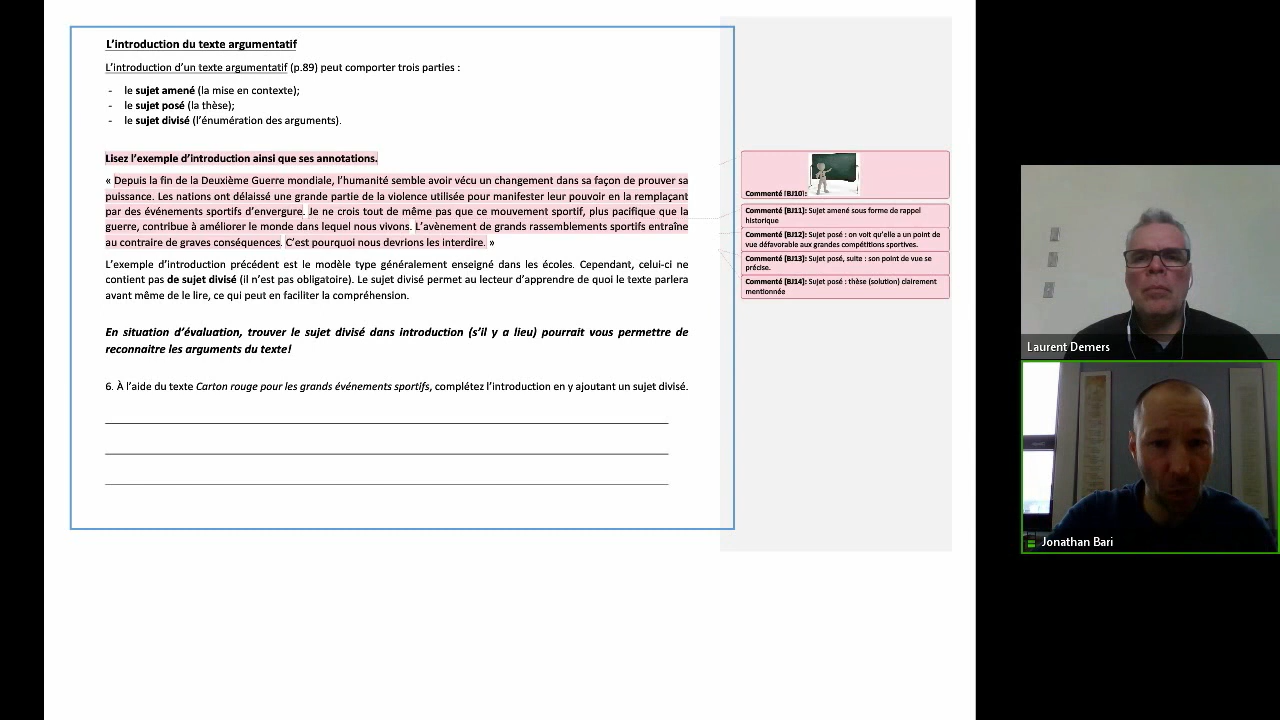 L'introduction du texte argumentatif
L'introduction d'un texte argumentatif (p.89) peut comporter trois parties :
- le sujet amené (la mise en contexte);
- le sujet posé (la thèse);
- le sujet divisé (l'énumération des arguments).
Lisez l'exemple d'introduction ainsi que ses annotations.
« Depuis la fin de la Deuxième Guerre mondiale, l'humanité semble avoir vécu un changement dans sa façon de prouver sa
puissance. Les nations ont délaissé une grande partie de la violence utilisée pour manifester leur pouvoir en la remplaçant
par des événements sportifs d'envergure. Je ne crois tout de même pas que ce mouvement sportif, plus pacifique que la
guerre, contribue à améliorer le monde dans lequel nous vivons. L'avènement de grands rassemblements sportifs entraîne
au contraire de graves conséquences. C'est pourquoi nous devrions les interdire. »
L'exemple d'introduction précédent est le modèle type généralement enseigné dans les écoles. Cependant, celui-ci ne
contient pas de sujet divisé (il n'est pas obligatoire). Le sujet divisé permet au lecteur d'apprendre de quoi le texte parlera
avant même de le lire, ce qui peut en faciliter la compréhension.
En situation d'évaluation, trouver le sujet divisé dans introduction (s'il y a lieu) pourrait vous permettre de
reconnaitre les arguments du texte!
6. À l'aide du texte Carton rouge pour les grands événements sportifs, complétez l'introduction en y ajoutant un sujet divisé.
Commenté [BJ10]:
Commenté [BJ11]: Sujet amené sous forme de rappel
historique
Commenté [BJ12]: Sujet posé : on voit qu'elle a un point de
vue défavorable aux grandes compétitions sportives.
Commenté [BJ13]: Sujet posé, suite : son point de vue se
précise.
Commenté [BJ14]: Sujet posé : thèse (solution) clairement
mentionnée
Laurent Demers
Jonathan Bari